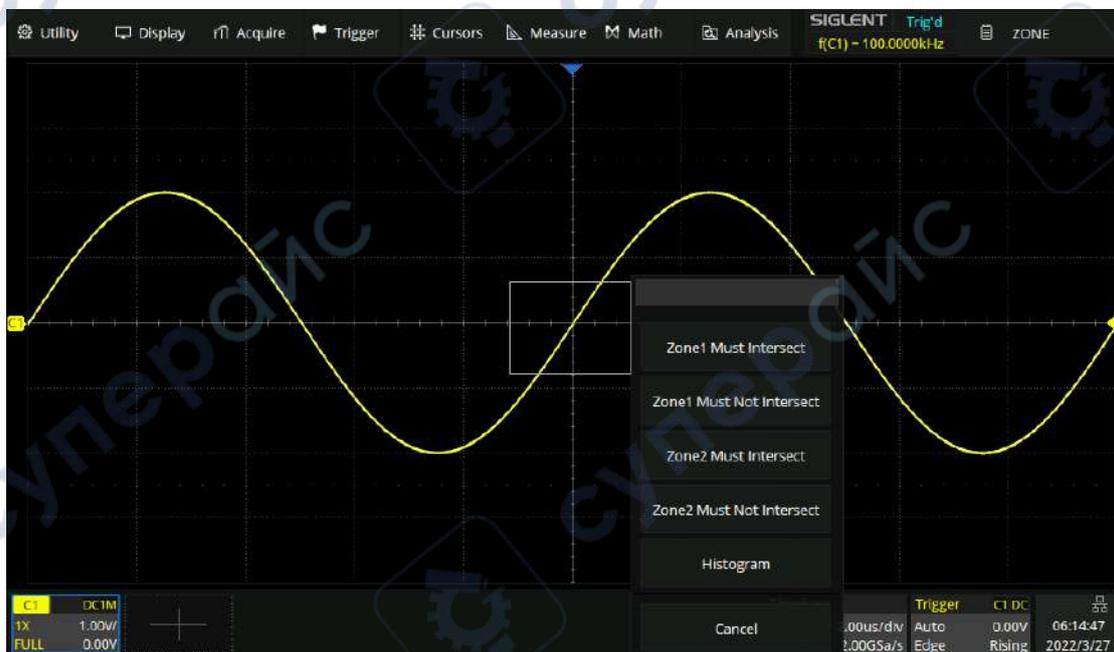 Utility Display Acquire Trigger Cursors Measure Math Analysis SIGLENT Trig'd ZONE
f(C1) = 100.0000kHz
C1
Zone1 Must Intersect
Zone1 Must Not Intersect
Zone2 Must Intersect
Zone2 Must Not Intersect
Histogram
Cancel
C1 DC1M
1X 1.00V/
FULL 0.00V
.00us/div
.00GSa/s
Trigger C1 DC
Auto 0.00V
Edge Rising
06:14:47
2022/3/27
суперайс
суперайс